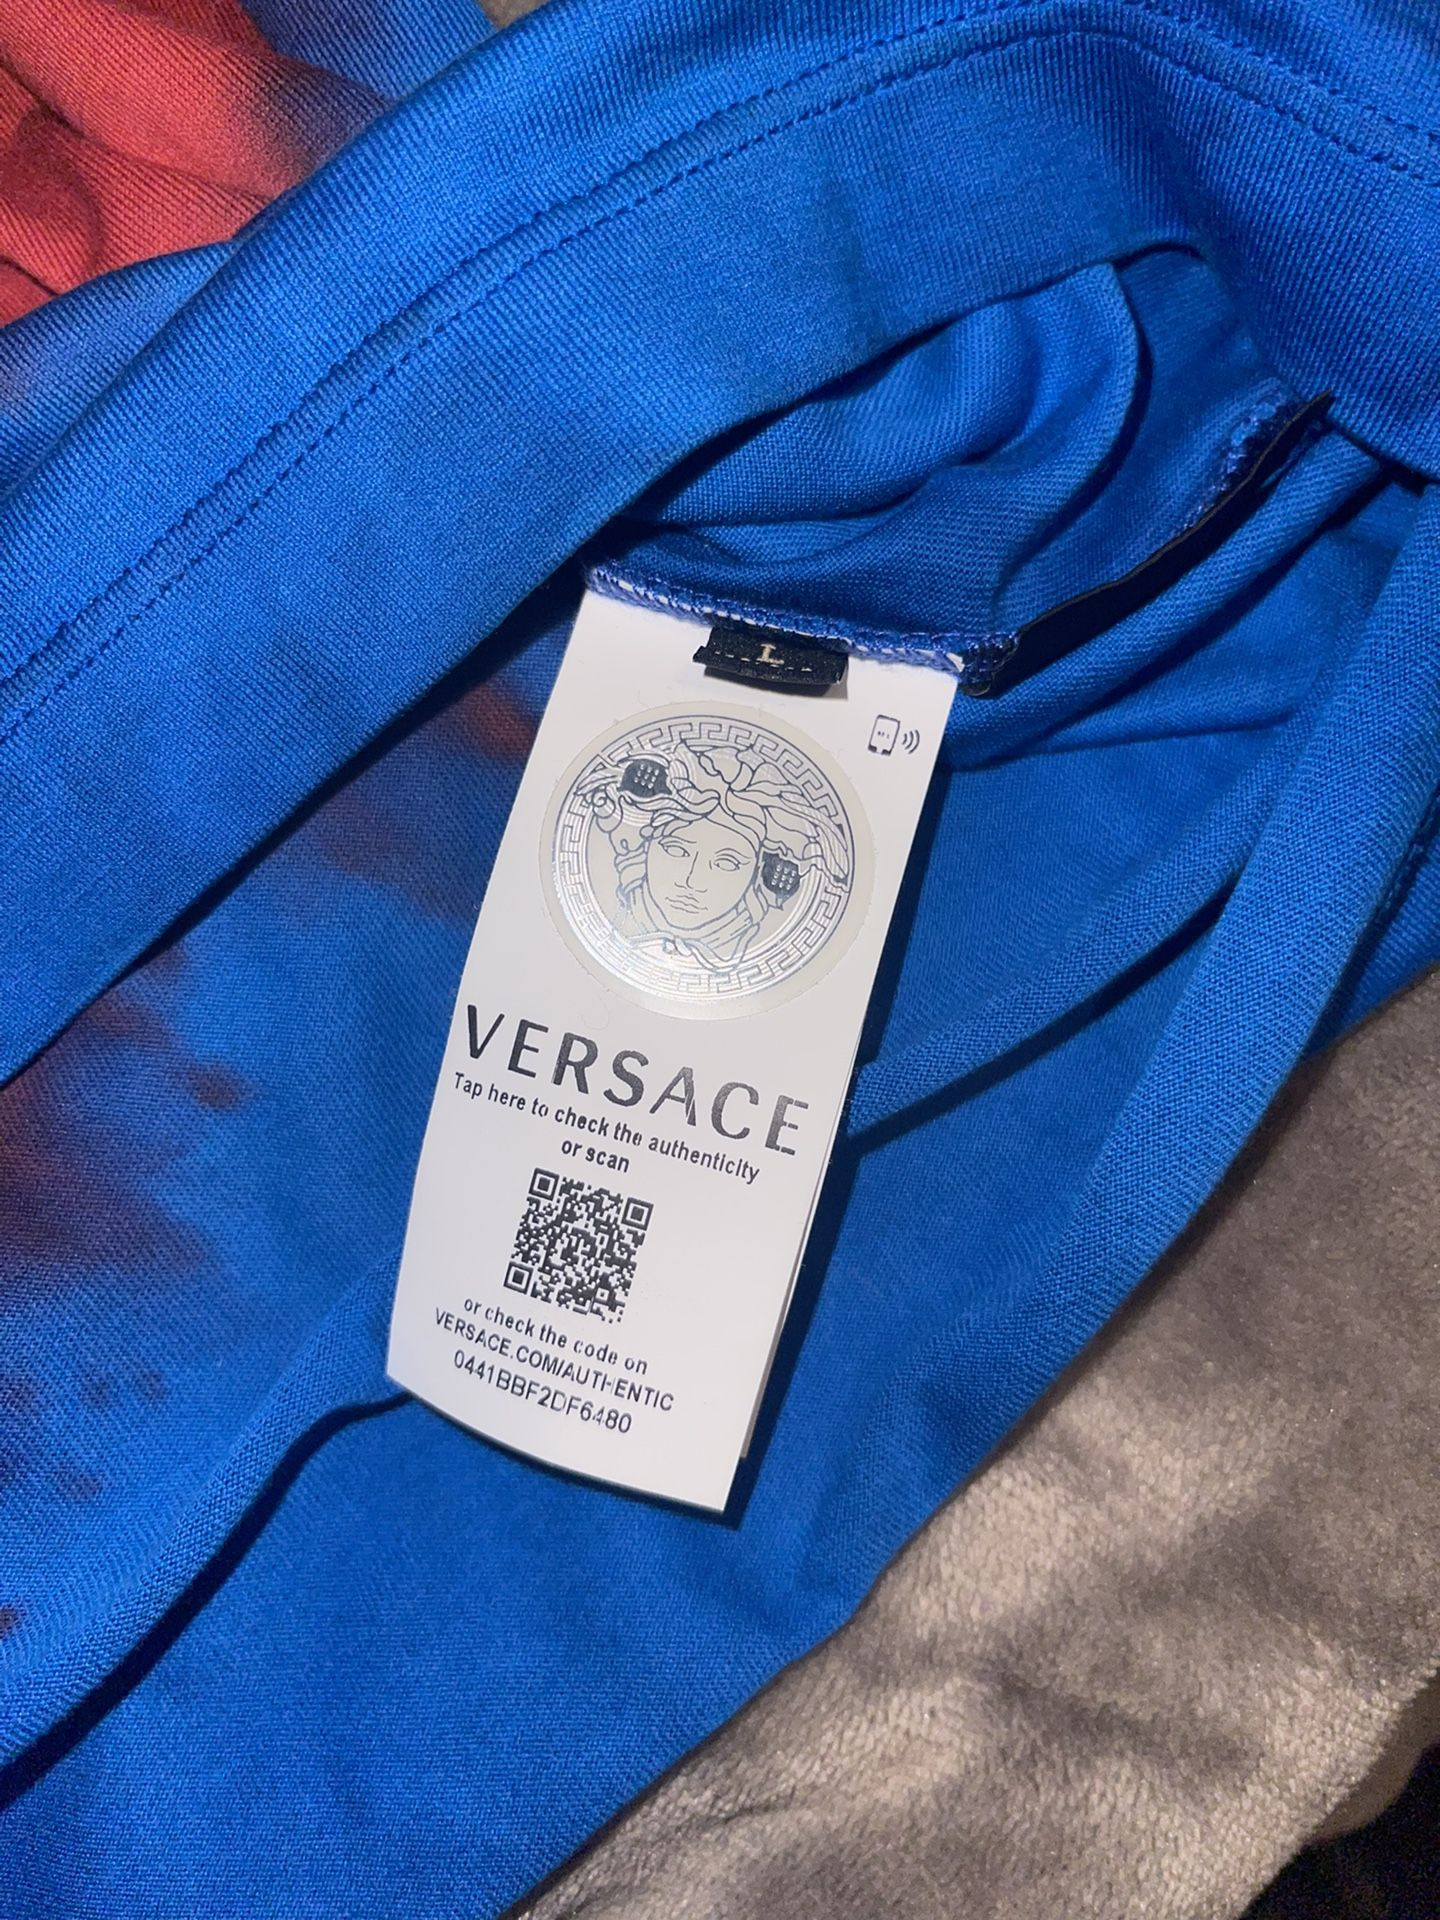 L
VERSACE
Tap here to check the authenticity
or scan
or check the code on
VERSACE.COM/AUTHENTIC
0441BBF2DF6480